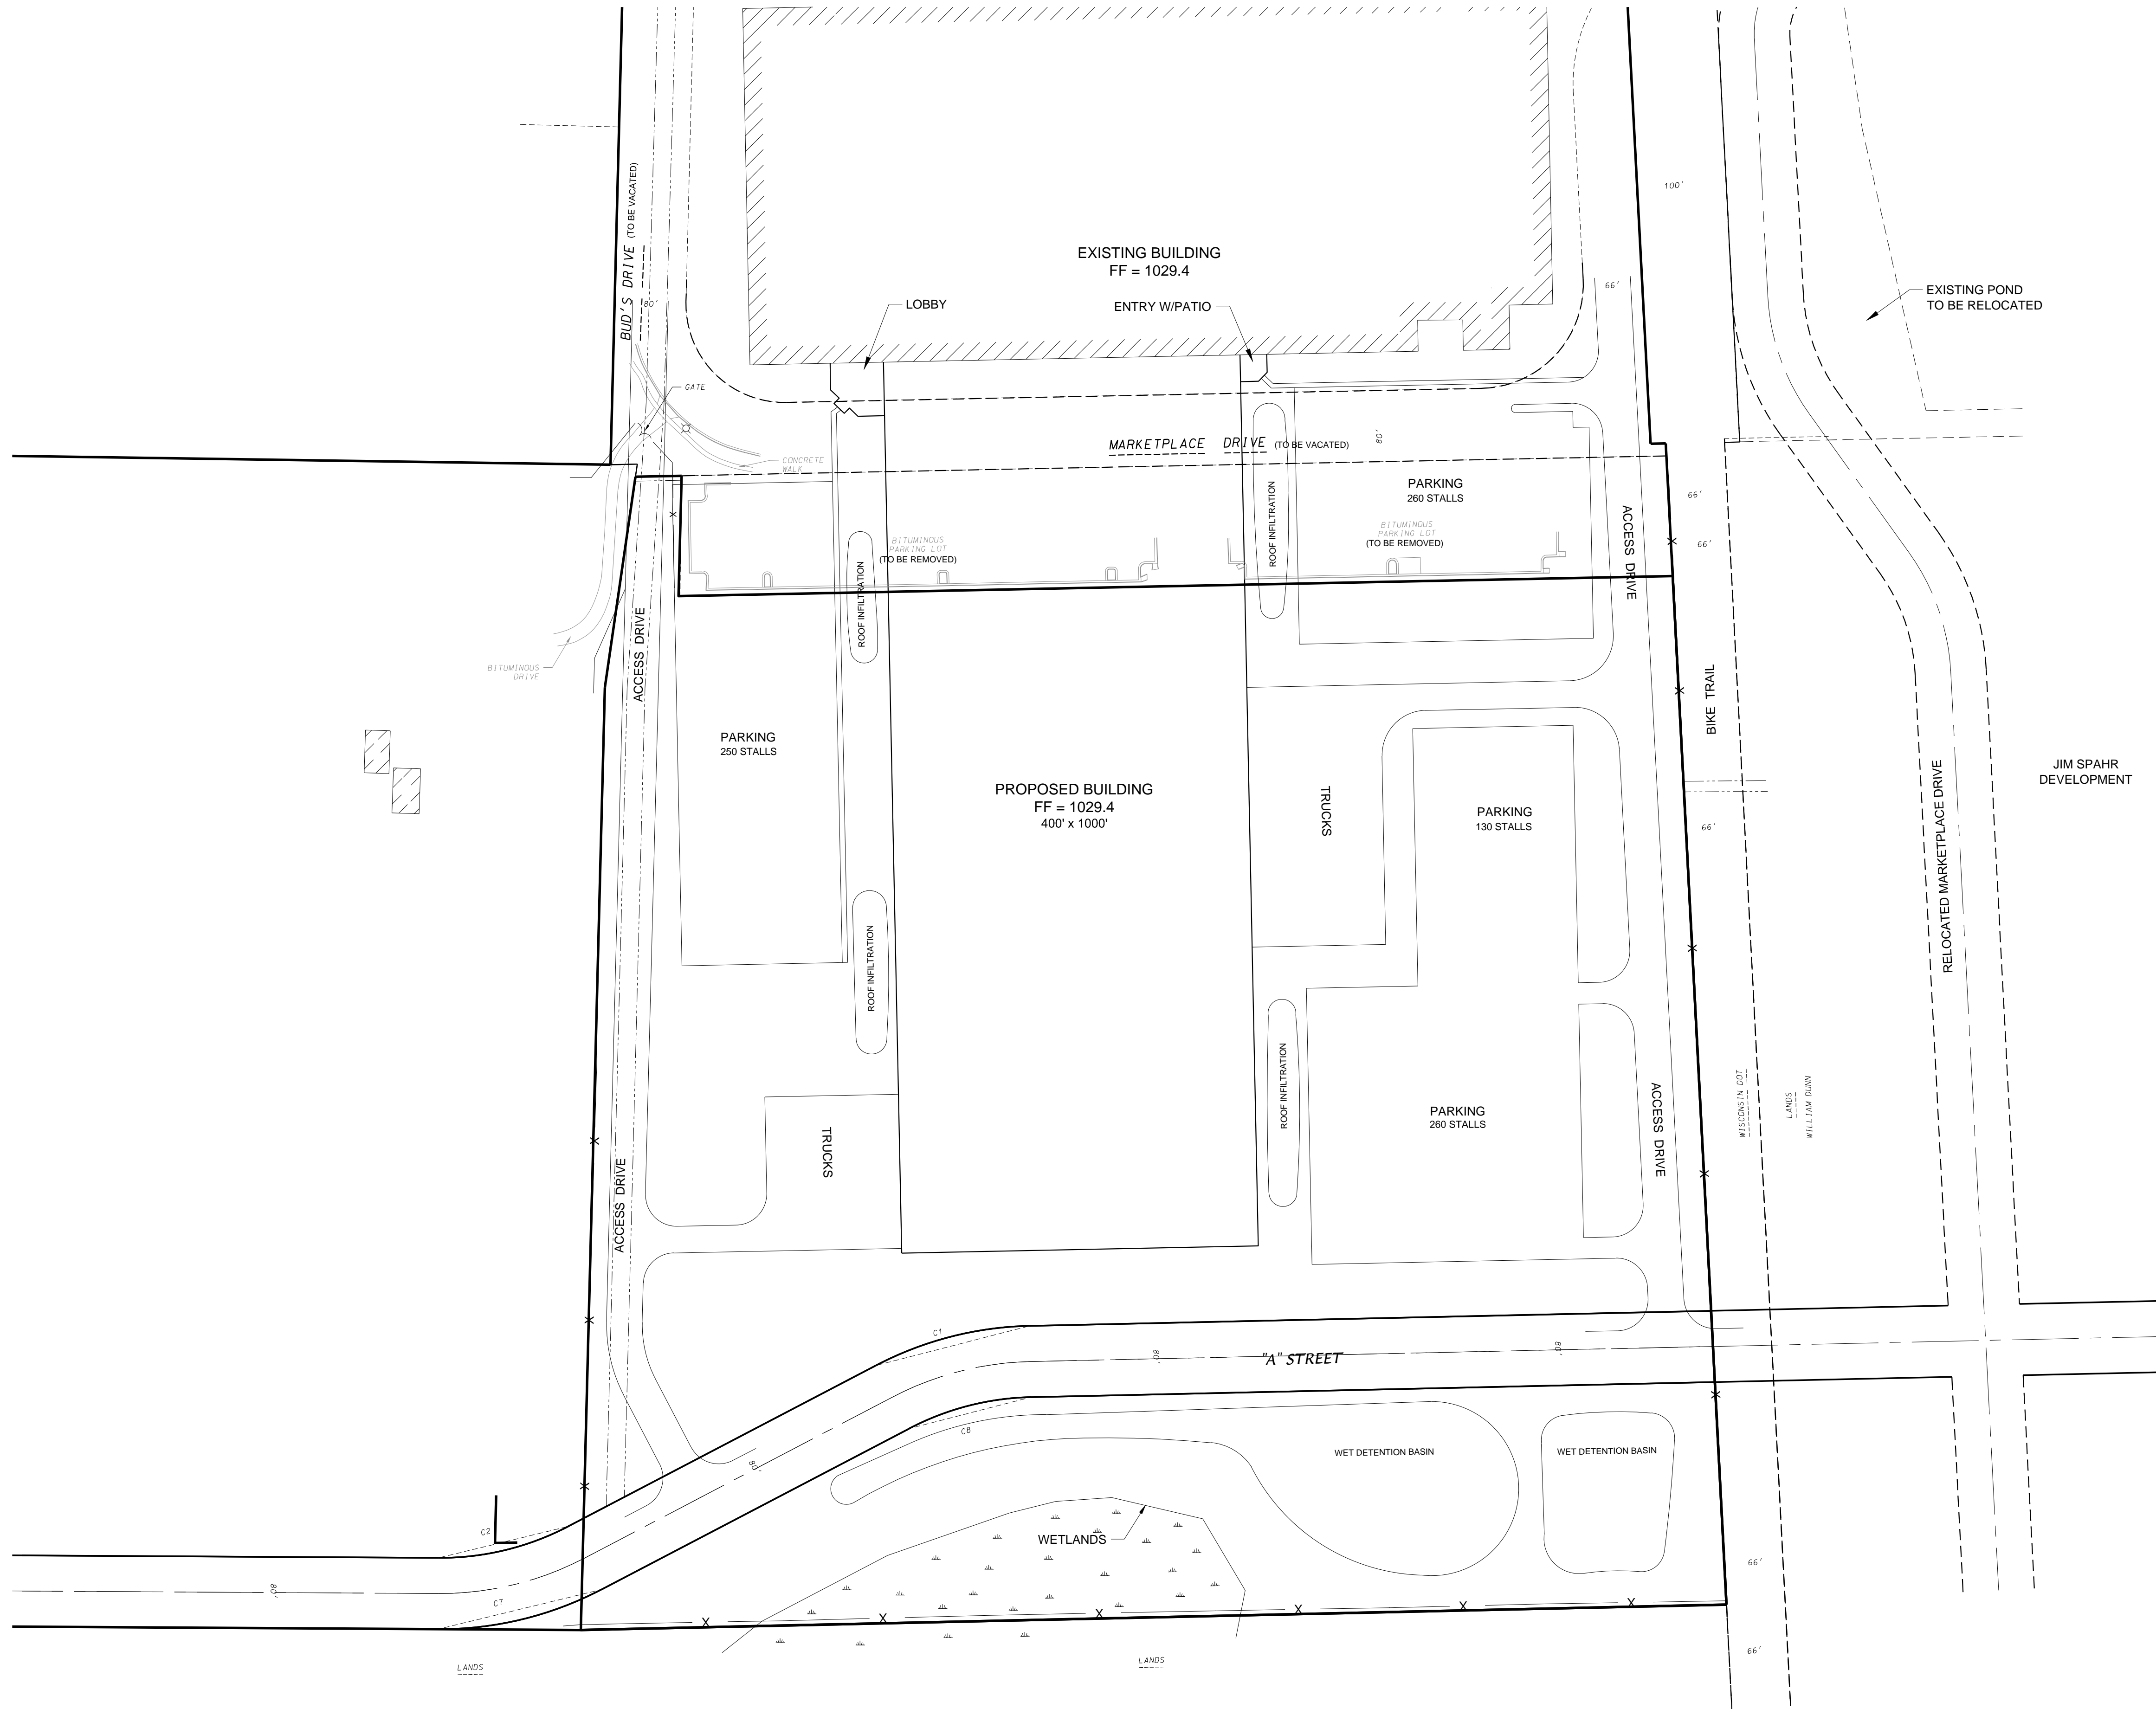 BUD'S DRIVE (TO BE VACATED)
80'
100'
66'
EXISTING BUILDING
FF = 1029.4
LOBBY
ENTRY W/PATIO
EXISTING POND
TO BE RELOCATED
GATE
CONCRETE
WALK
MARKETPLACE DRIVE (TO BE VACATED)
80'
PARKING
260 STALLS
66'
66'
BITUMINOUS
PARKING LOT
(TO BE REMOVED)
BITUMINOUS
PARKING LOT
(TO BE REMOVED)
ROOF INFILTRATION
ROOF INFILTRATION
ACCESS DRIVE
ACCESS DRIVE
BITUMINOUS
DRIVE
BIKE TRAIL
PARKING
250 STALLS
PROPOSED BUILDING
FF = 1029.4
400' x 1000'
TRUCKS
PARKING
130 STALLS
66'
RELOCATED MARKETPLACE DRIVE
JIM SPAHR
DEVELOPMENT
ROOF INFILTRATION
ROOF INFILTRATION
PARKING
260 STALLS
ACCESS DRIVE
WISCONSIN DOT
LANDS
WILLIAM DUNN
TRUCKS
ACCESS DRIVE
C1
80'
"A" STREET
80'
C8
80'
WET DETENTION BASIN
WET DETENTION BASIN
C2
WETLANDS
66'
80'
C7
LANDS
LANDS
66'